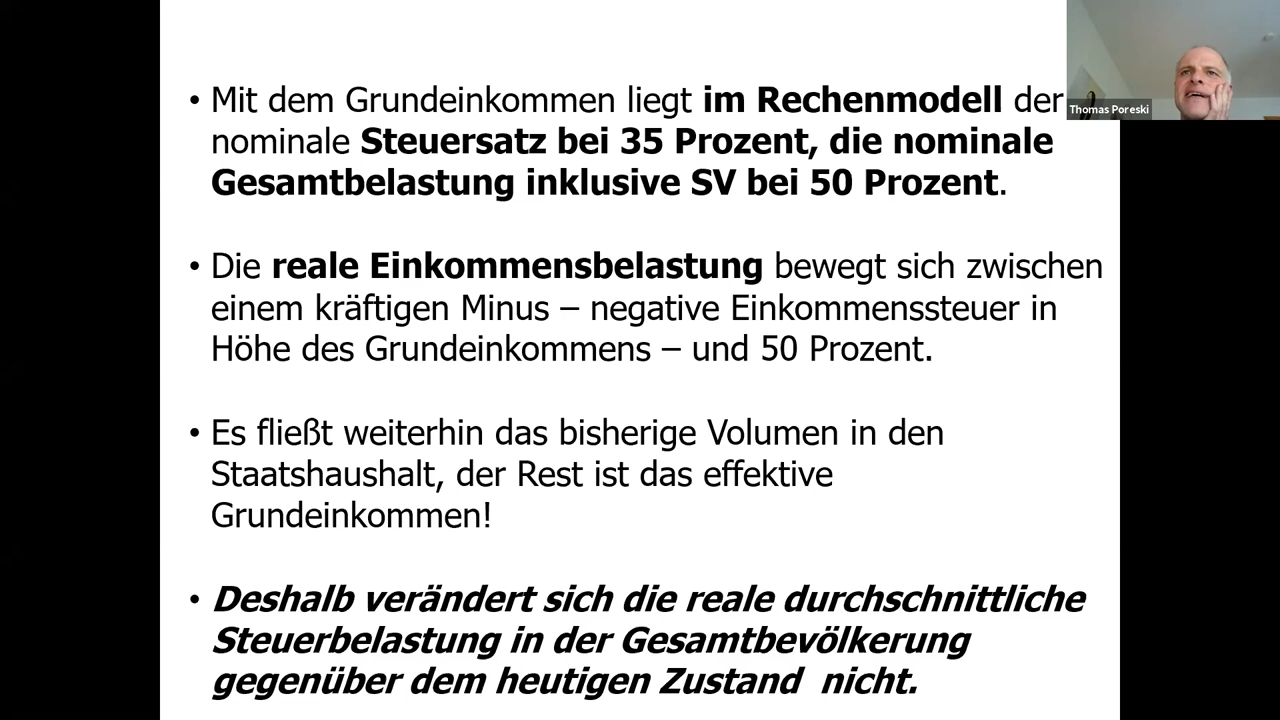 • Mit dem Grundeinkommen liegt im Rechenmodell der
nominale Steuersatz bei 35 Prozent, die nominale
Gesamtbelastung inklusive SV bei 50 Prozent.
• Die reale Einkommensbelastung bewegt sich zwischen
einem kräftigen Minus – negative Einkommenssteuer in
Höhe des Grundeinkommens – und 50 Prozent.
• Es fließt weiterhin das bisherige Volumen in den
Staatshaushalt, der Rest ist das effektive
Grundeinkommen!
• Deshalb verändert sich die reale durchschnittliche
Steuerbelastung in der Gesamtbevölkerung
gegenüber dem heutigen Zustand  nicht.
Thomas Poreski